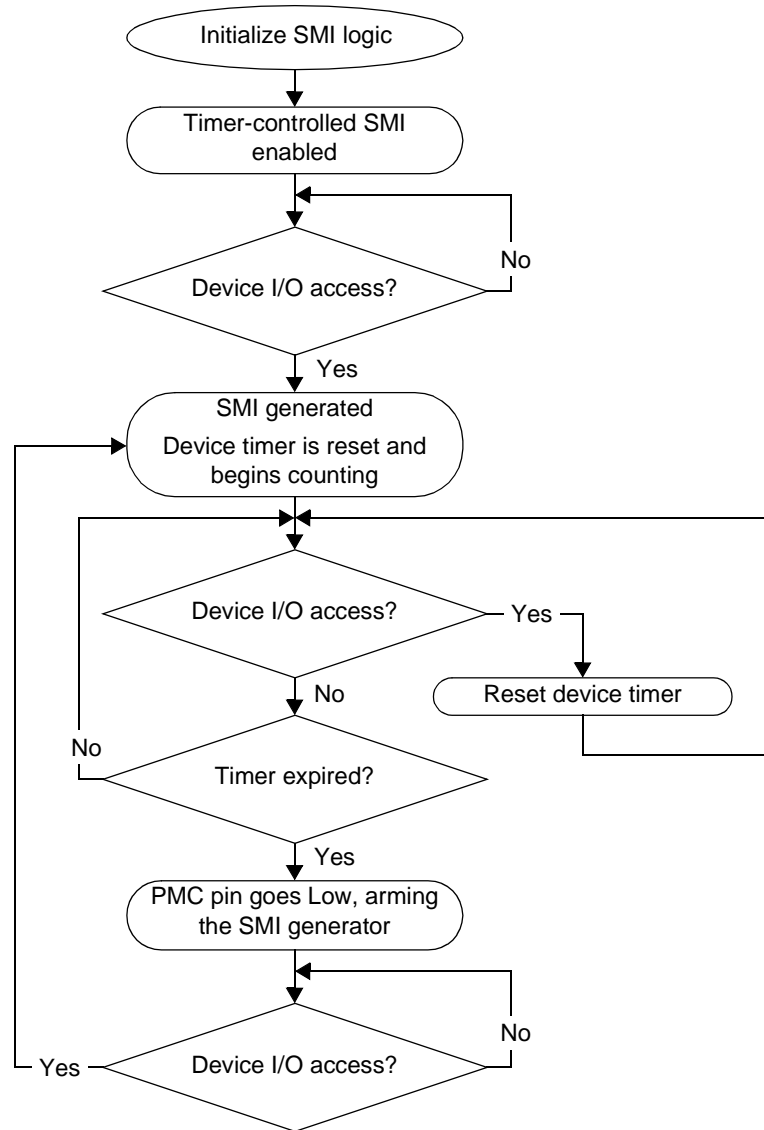 Initialize SMI logic
Timer-controlled SMI
enabled
Device I/O access?
No
Yes
SMI generated
Device timer is reset and
begins counting
Device I/O access?
Yes
No
Reset device timer
No
Timer expired?
Yes
PMC pin goes Low, arming
the SMI generator
No
Yes
Device I/O access?